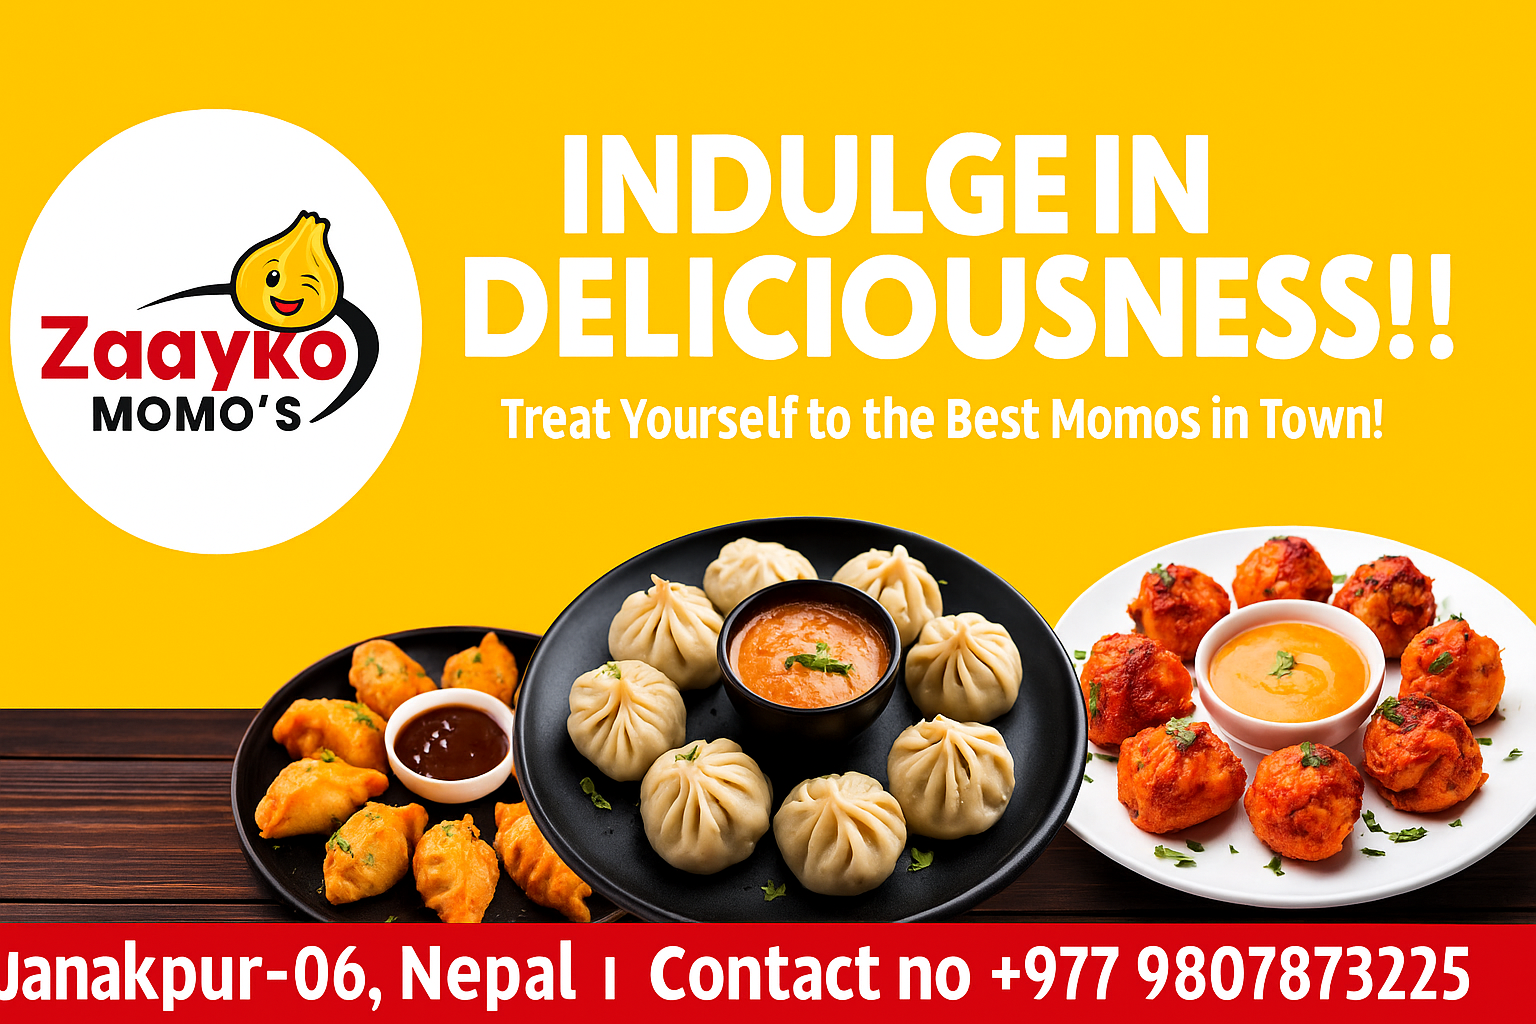 Zaayko
MOMO'S
INDULGE IN
DELICIOUSNESS!!
Treat Yourself to the Best Momos in Town!
Janakpur-06, Nepal | Contact no +977 9807873225